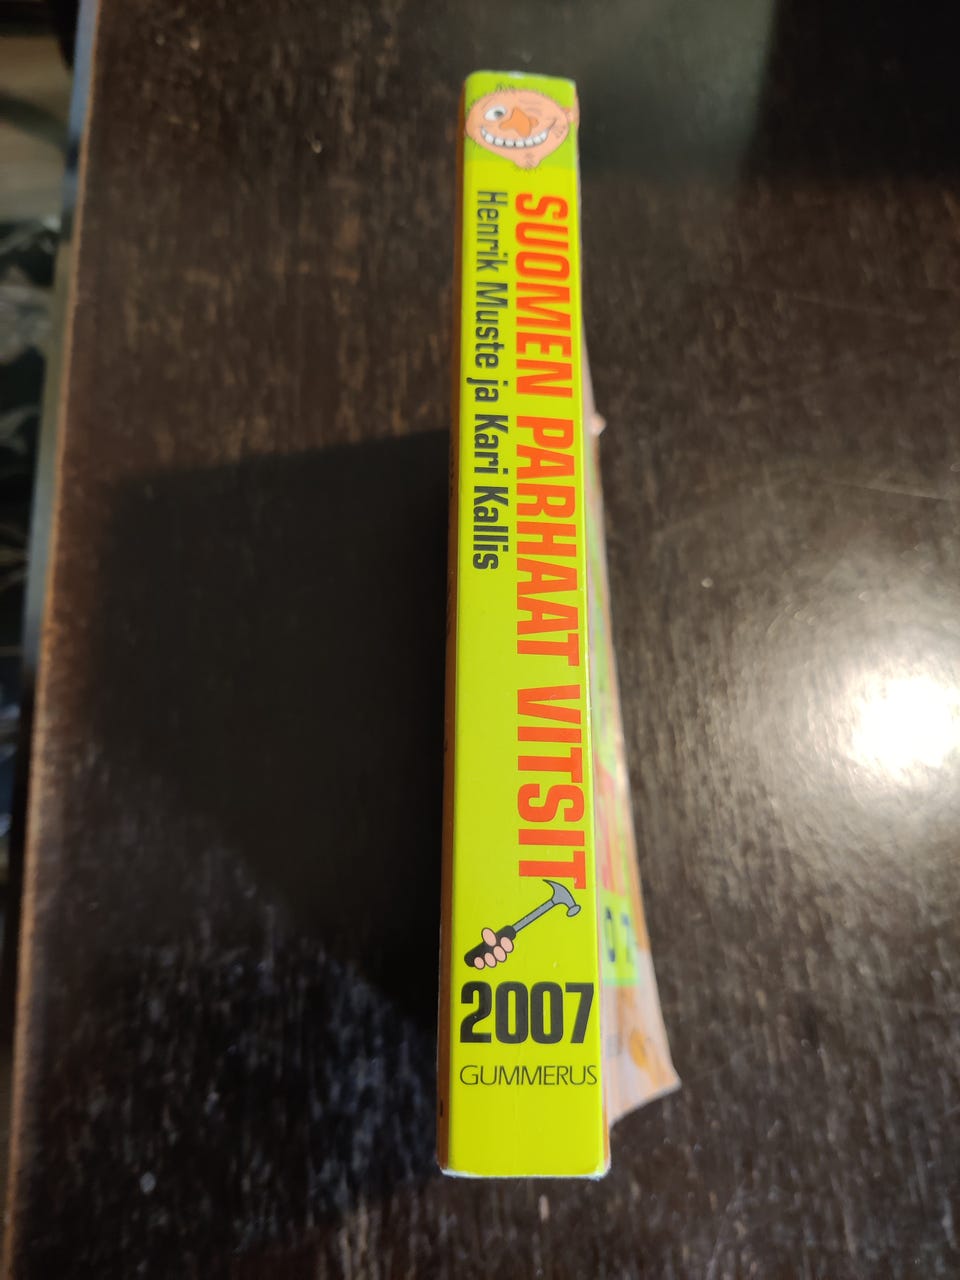 SUOMEN PARHAAT VITSIT
Henrik Muste ja Kari Kallis
2007
GUMMERUS